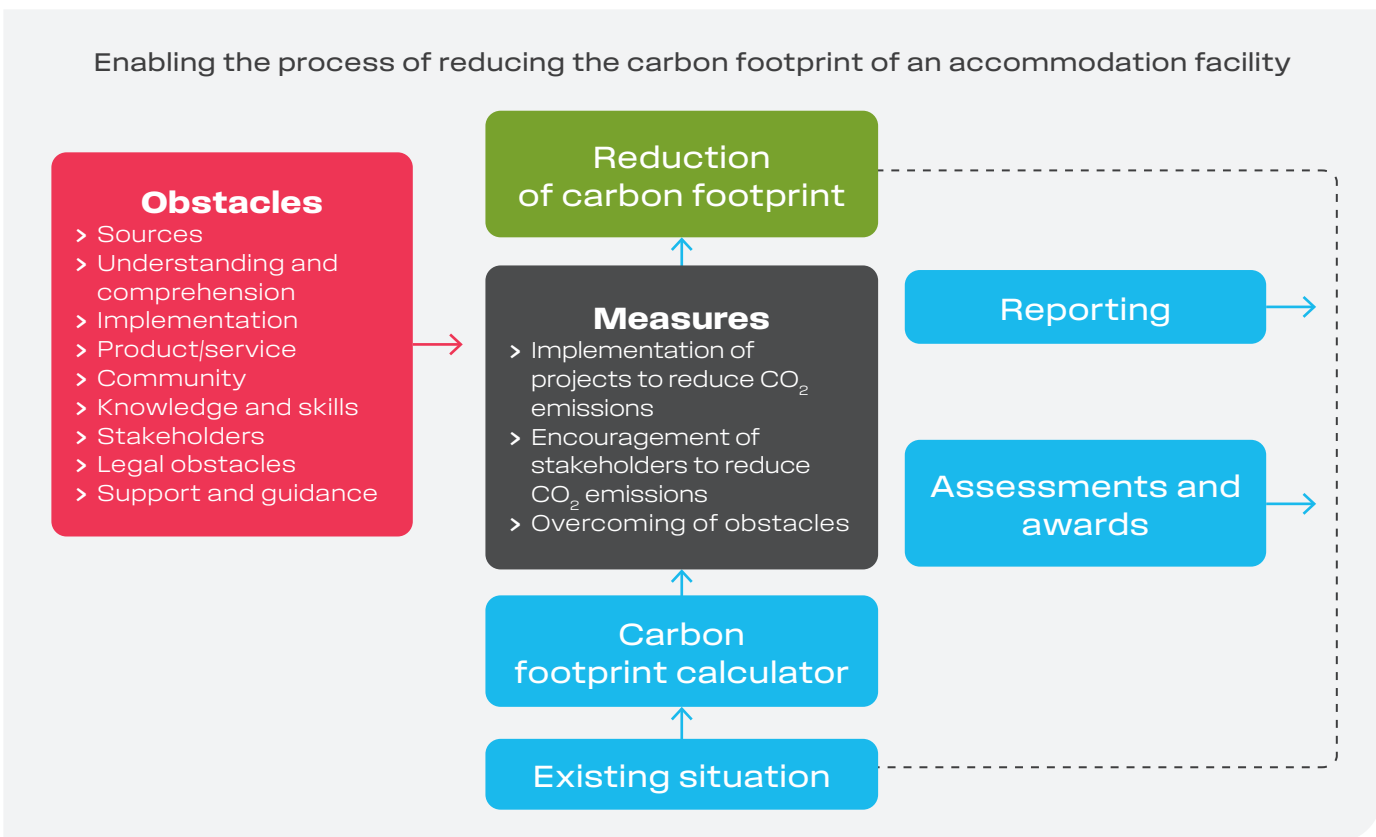 Enabling the process of reducing the carbon footprint of an accommodation facility
Obstacles
> Sources
> Understanding and
comprehension
> Implementation
> Product/service
> Community
> Knowledge and skills
> Stakeholders
> Legal obstacles
> Support and guidance
Reduction
of carbon footprint
Measures
> Implementation of
projects to reduce CO₂
emissions
> Encouragement of
stakeholders to reduce
CO₂ emissions
> Overcoming of obstacles
Carbon
footprint calculator
Existing situation
Reporting
Assessments and
awards